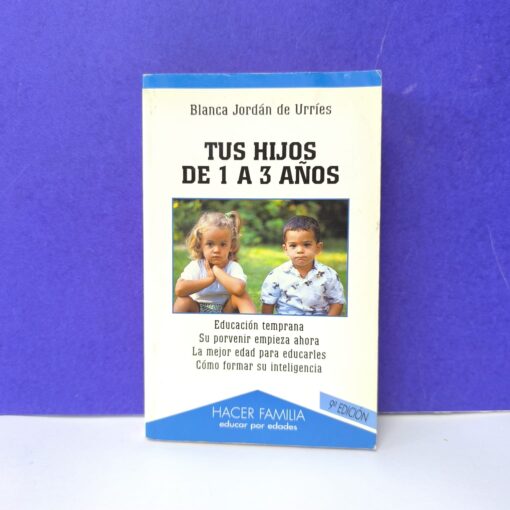 Blanca Jordán de Urríes
TUS HIJOS
DE 1 A 3 AÑOS
Educación temprana
Su porvenir empieza ahora
La mejor edad para educarles
Cómo formar su inteligencia
HACER FAMILIA
educar por edades
9ª EDICION